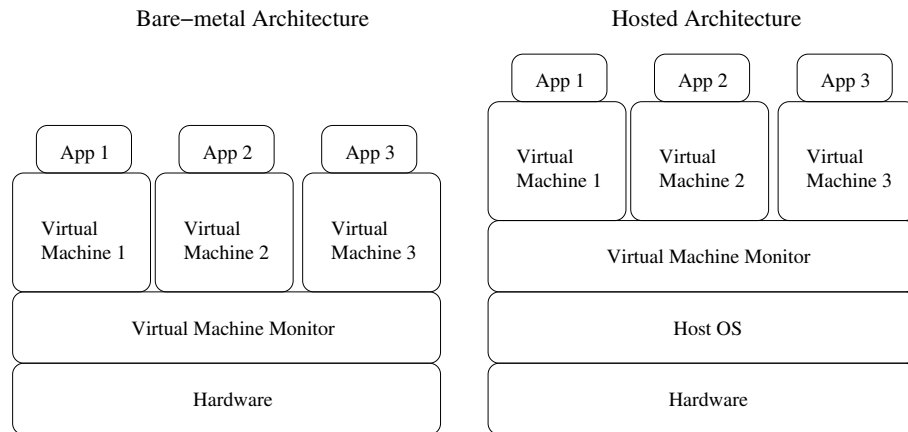 Bare−metal Architecture
App 1
App 2
App 3
Virtual
Machine 1
Virtual
Machine 2
Virtual
Machine 3
Virtual Machine Monitor
Hardware
Hosted Architecture
App 1
App 2
App 3
Virtual
Machine 1
Virtual
Machine 2
Virtual
Machine 3
Virtual Machine Monitor
Host OS
Hardware